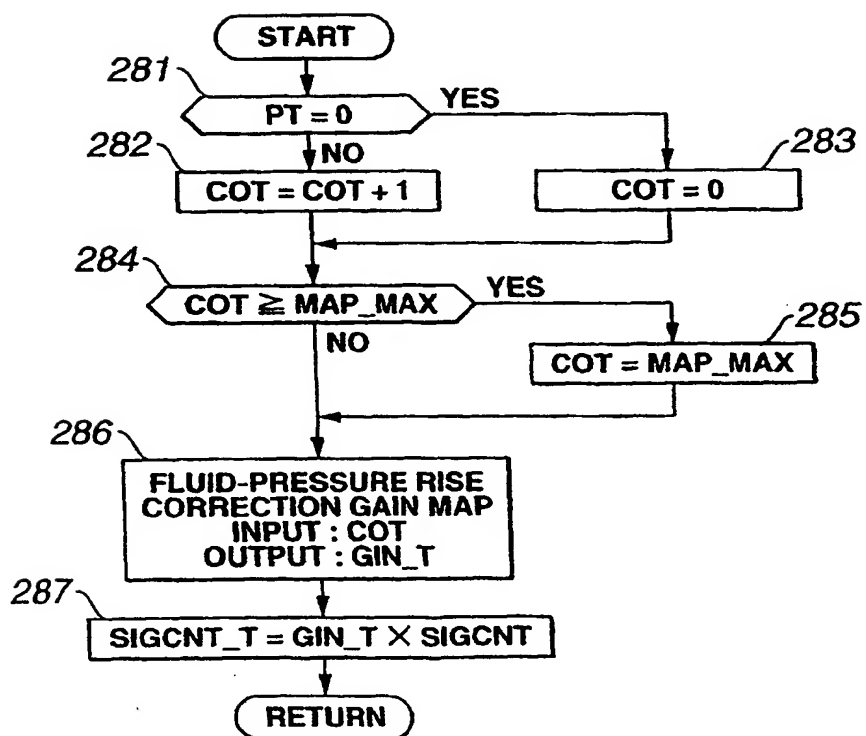 START
281
PT = 0
YES
NO
282
COT = COT + 1
283
COT = 0
284
COT ≧ MAP_MAX
YES
NO
285
COT = MAP_MAX
286
FLUID-PRESSURE RISE
CORRECTION GAIN MAP
INPUT : COT
OUTPUT : GIN_T
287
SIGCNT_T = GIN_T × SIGCNT
RETURN